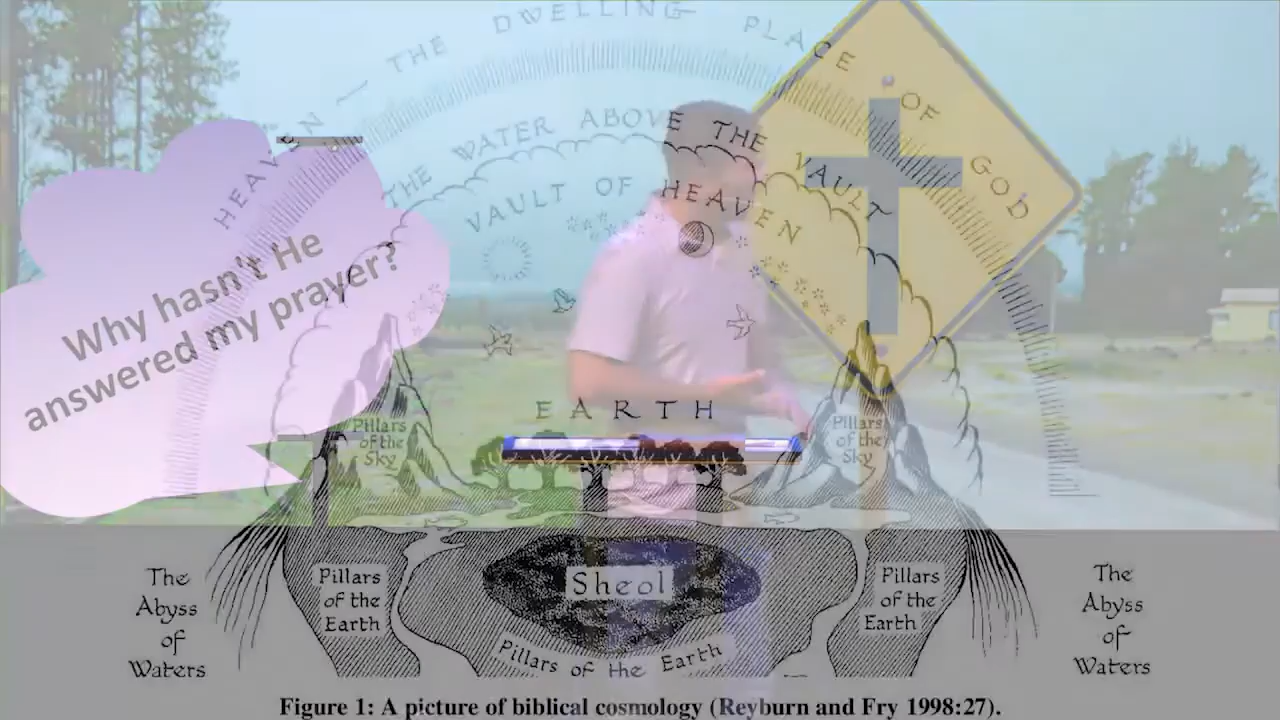 HEAVEN — THE DWELLING PLACE OF GOD
THE WATER ABOVE THE VAULT
VAULT OF HEAVEN
Why hasn't He
answered my prayer?
EARTH
Pillars
of the
Sky
Pillars
of the
Sky
The
Abyss
of
Waters
Pillars
of the
Earth
Sheol
Pillars of the Earth
Pillars
of the
Earth
The
Abyss
of
Waters
Figure 1: A picture of biblical cosmology (Reyburn and Fry 1998:27).